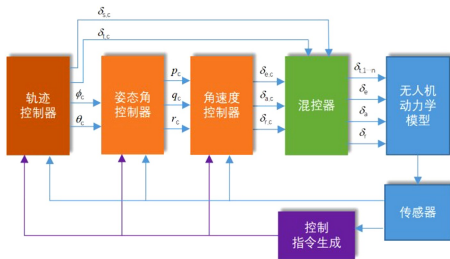 δs.c
δt.c
轨迹
控制器
ϕc
θc
姿态角
控制器
pc
qc
rc
角速度
控制器
δe.c
δa.c
δr.c
混控器
δt.1~n
δe
δa
δr
无人机
动力学
模型
传感器
控制
指令生成